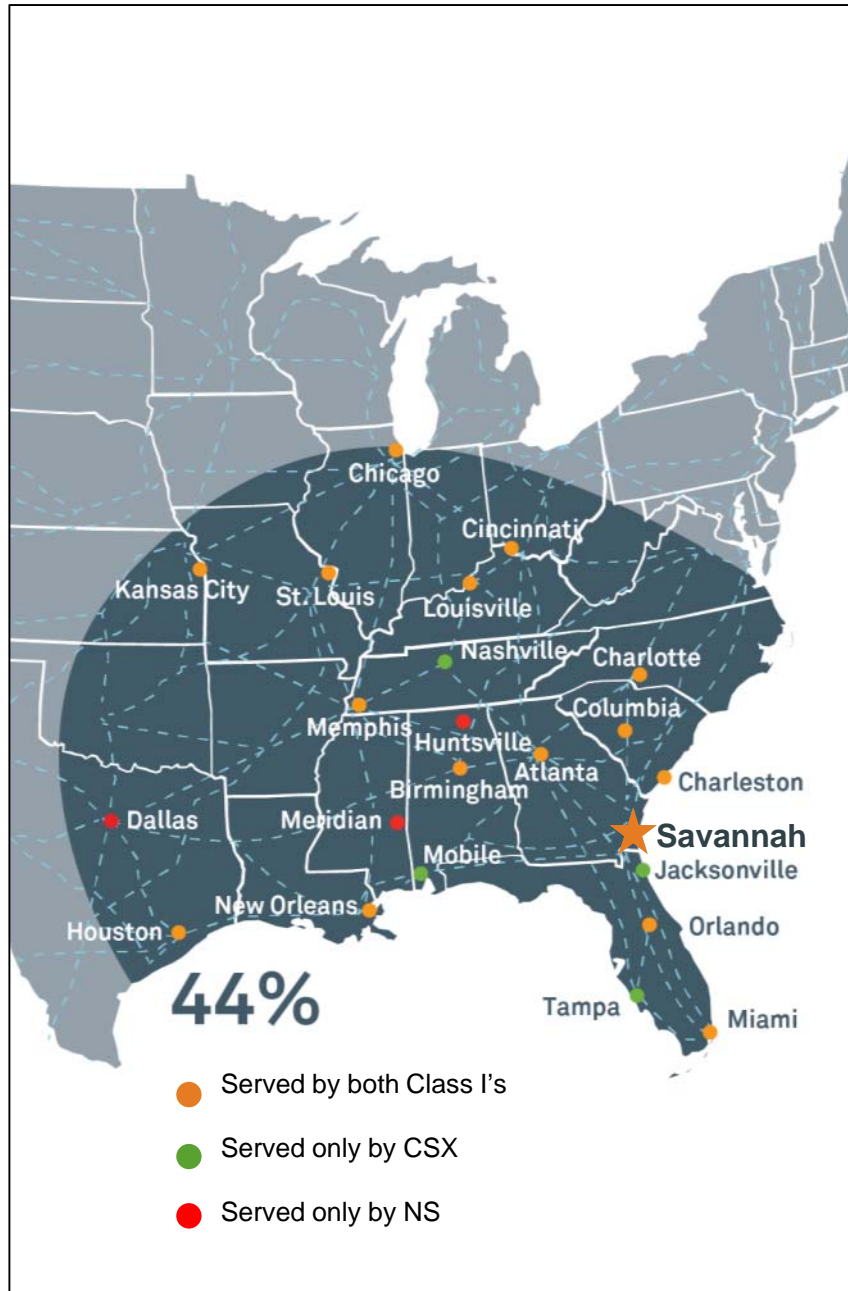 Chicago
Cincinnati
Kansas City
St. Louis
Louisville
Nashville
Charlotte
Memphis
Columbia
Huntsville
Atlanta
Birmingham
Charleston
Dallas
Meridian
Savannah
Mobile
Jacksonville
New Orleans
Orlando
Houston
44%
Tampa
Miami
Served by both Class I's
Served only by CSX
Served only by NS